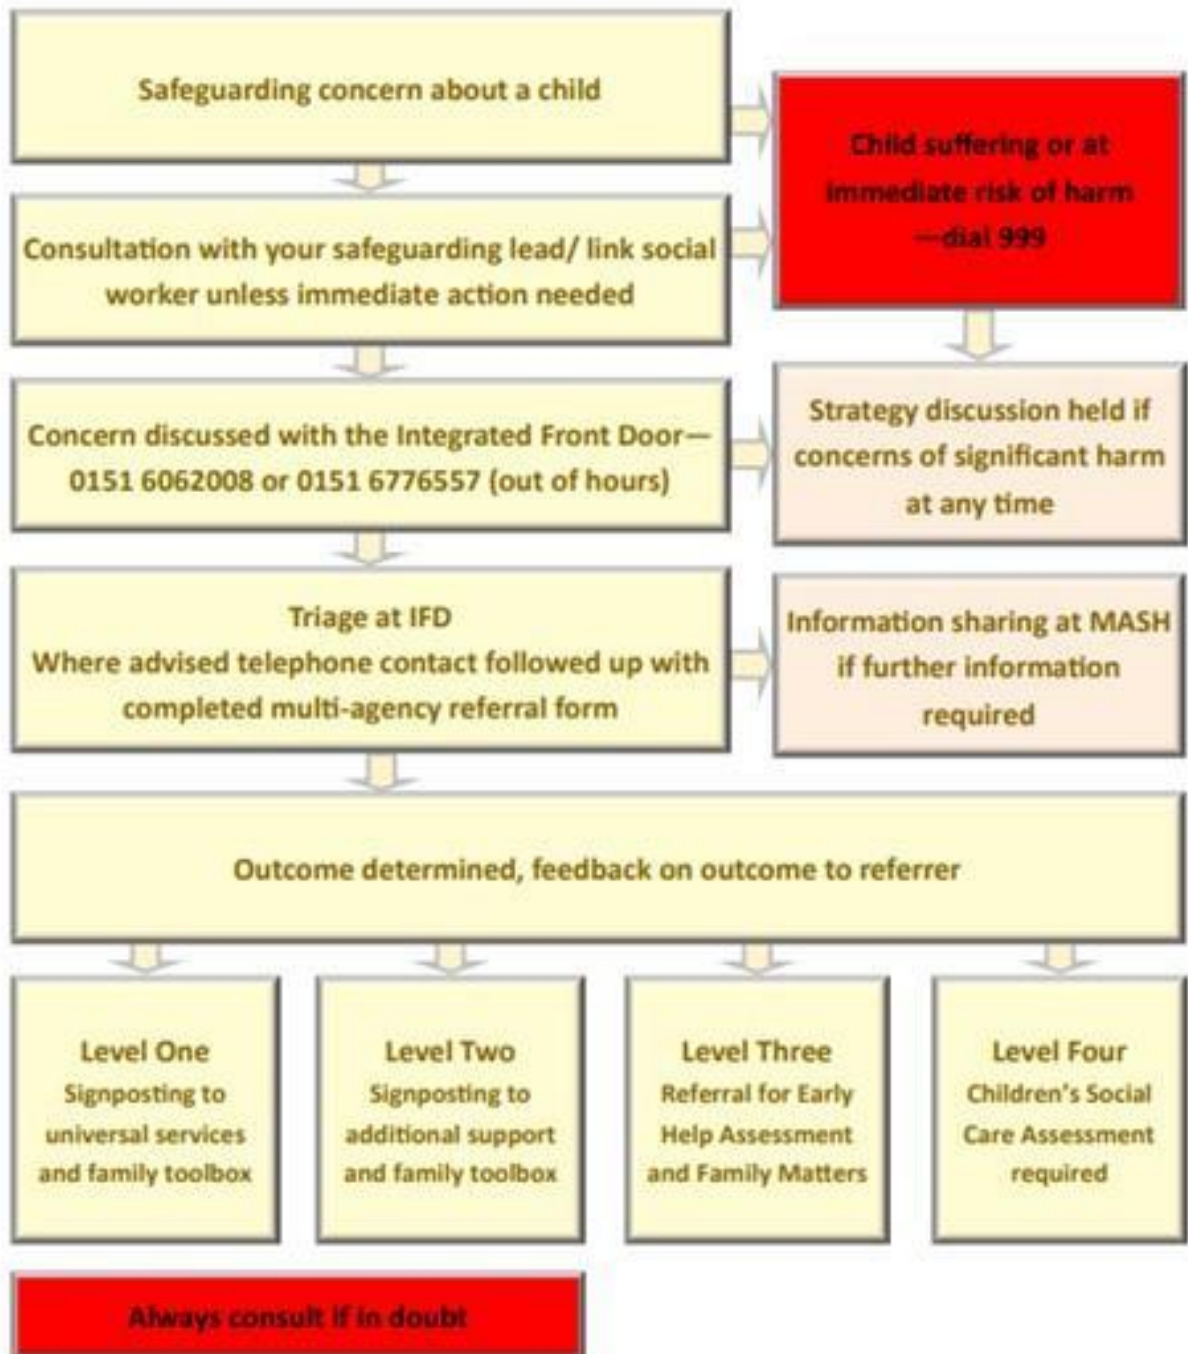 Safeguarding concern about a child
Child suffering or at
immediate risk of harm
—dial 999
Consultation with your safeguarding lead/ link social
worker unless immediate action needed
Concern discussed with the Integrated Front Door—
0151 6062008 or 0151 6776557 (out of hours)
Strategy discussion held if
concerns of significant harm
at any time
Triage at IFD
Where advised telephone contact followed up with
completed multi-agency referral form
Information sharing at MASH
if further information
required
Outcome determined, feedback on outcome to referrer
Level One
Signposting to
universal services
and family toolbox
Level Two
Signposting to
additional support
and family toolbox
Level Three
Referral for Early
Help Assessment
and Family Matters
Level Four
Children's Social
Care Assessment
required
Always consult if in doubt